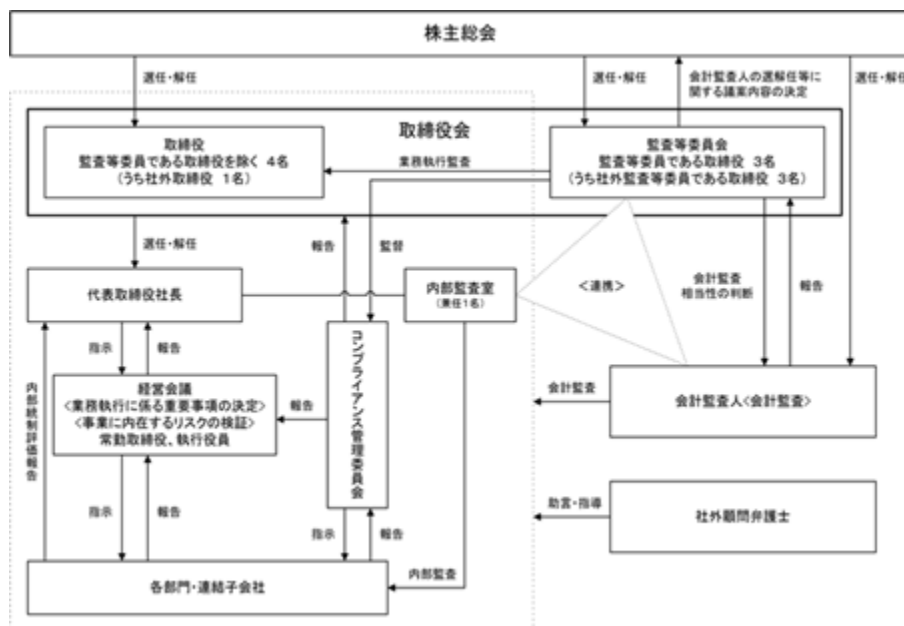 株主総会
選任・解任
選任・解任
会計監査人の選解任等に
関する議案内容の決定
選任・解任
取締役会
取締役
監査等委員である取締役を除く 4名
(うち社外取締役 1名)
業務執行監査
監査等委員会
監査等委員である取締役 3名
(うち社外監査等委員である取締役 3名)
選任・解任
報告
監督
代表取締役社長
内部監査室
(兼任1名)
<連携>
会計監査
相当性の判断
報告
指示
報告
コンプライアンス管理委員会
内部統制評価報告
経営会議
<業務執行に係る重要事項の決定>
<事業に内在するリスクの検証>
常勤取締役、執行役員
報告
会計監査
会計監査人<会計監査>
指示
報告
指示
報告
助言・指導
社外顧問弁護士
各部門・連結子会社
内部監査